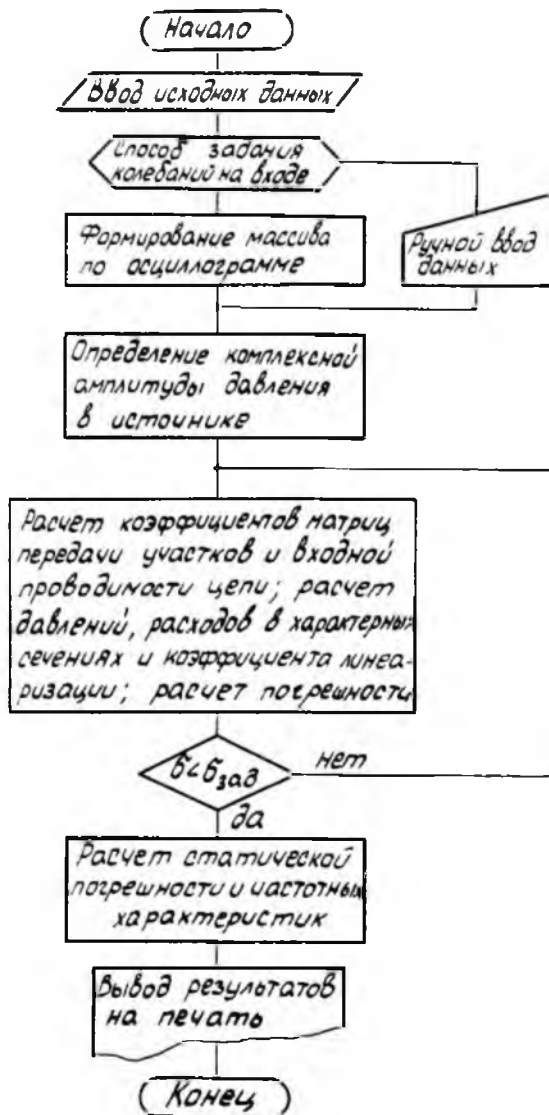 Начало
Ввод исходных данных
Способ задания
колебаний на входе
Формирование массива
по осциллограмме
Ручной ввод
данных
Определение комплексной
амплитуды давления
в источнике
Расчет коэффициентов матриц
передачи участков и входной
проводимости цепи; расчет
давлений, расходов в характерных
сечениях и коэффициента линеа-
ризации; расчет погрешности
б<бзад
нет
да
Расчет статической
погрешности и частотных
характеристик
Вывод результатов
на печать
Конец